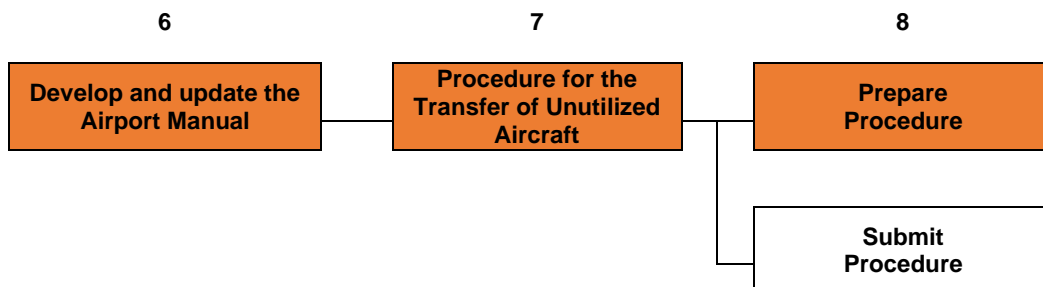 6
7
8
Develop and update the
Airport Manual
Procedure for the
Transfer of Unutilized
Aircraft
Prepare
Procedure
Submit
Procedure